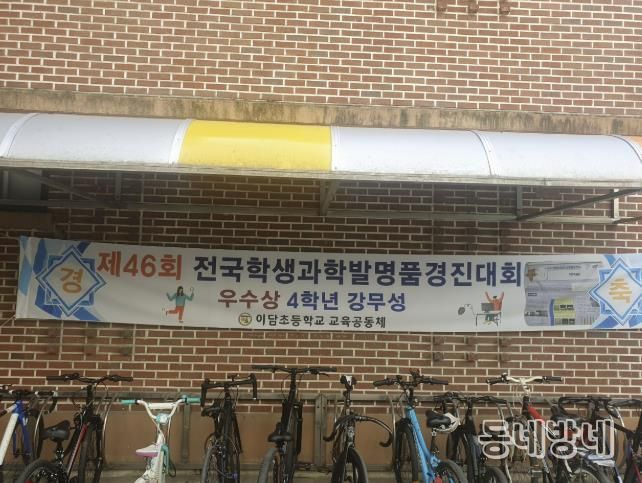 경
제46회 전국학생과학발명품경진대회
우수상 4학년 강무성
이담초등학교 교육공동체
축
동네방네